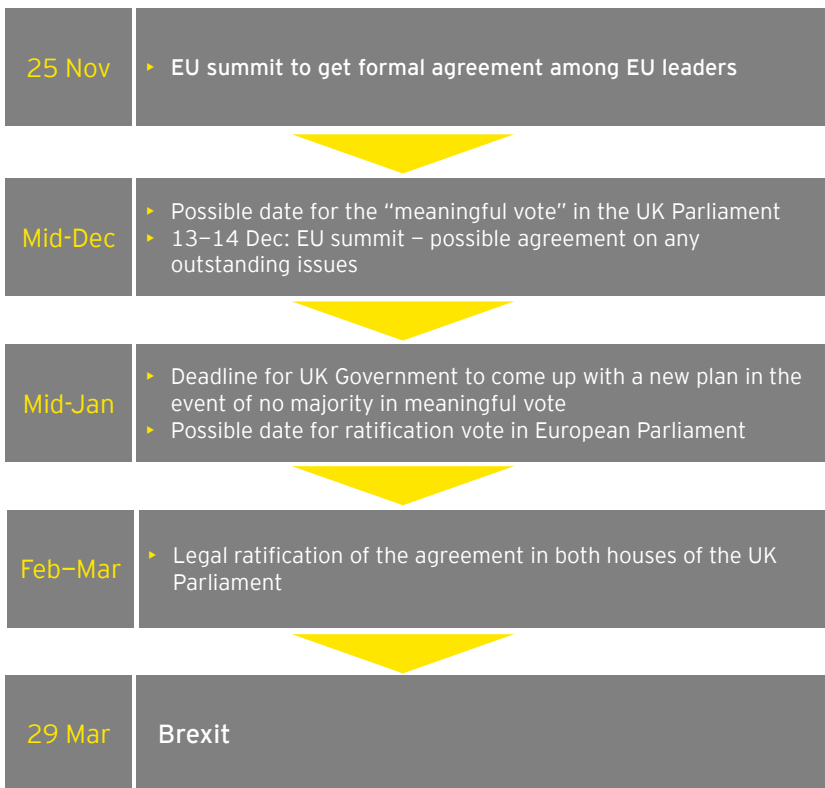 25 Nov
‣ EU summit to get formal agreement among EU leaders
Mid-Dec
‣ Possible date for the “meaningful vote” in the UK Parliament
‣ 13–14 Dec: EU summit – possible agreement on any
outstanding issues
Mid-Jan
‣ Deadline for UK Government to come up with a new plan in the
event of no majority in meaningful vote
‣ Possible date for ratification vote in European Parliament
Feb–Mar
‣ Legal ratification of the agreement in both houses of the UK
Parliament
29 Mar
Brexit